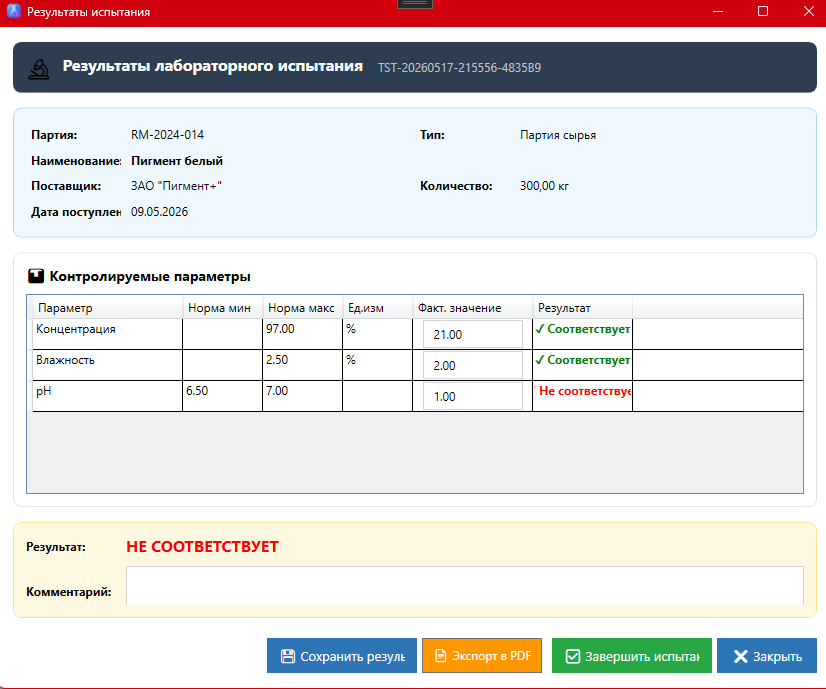 Результаты испытания
Результаты лабораторного испытания TST-20260517-215556-4835B9
Партия: RM-2024-014 Тип: Партия сырья
Наименование: Пигмент белый
Поставщик: ЗАО "Пигмент+" Количество: 300,00 кг
Дата поступлен 09.05.2026
Контролируемые параметры
Параметр Норма мин Норма макс Ед.изм Факт. значение Результат
Концентрация 97.00 % 21.00 ✓ Соответствует
Влажность 2.50 % 2.00 ✓ Соответствует
pH 6.50 7.00 1.00 Не соответствуе
Результат: НЕ СООТВЕТСТВУЕТ
Комментарий:
Сохранить резуль Экспорт в PDF Завершить испытан Закрыть